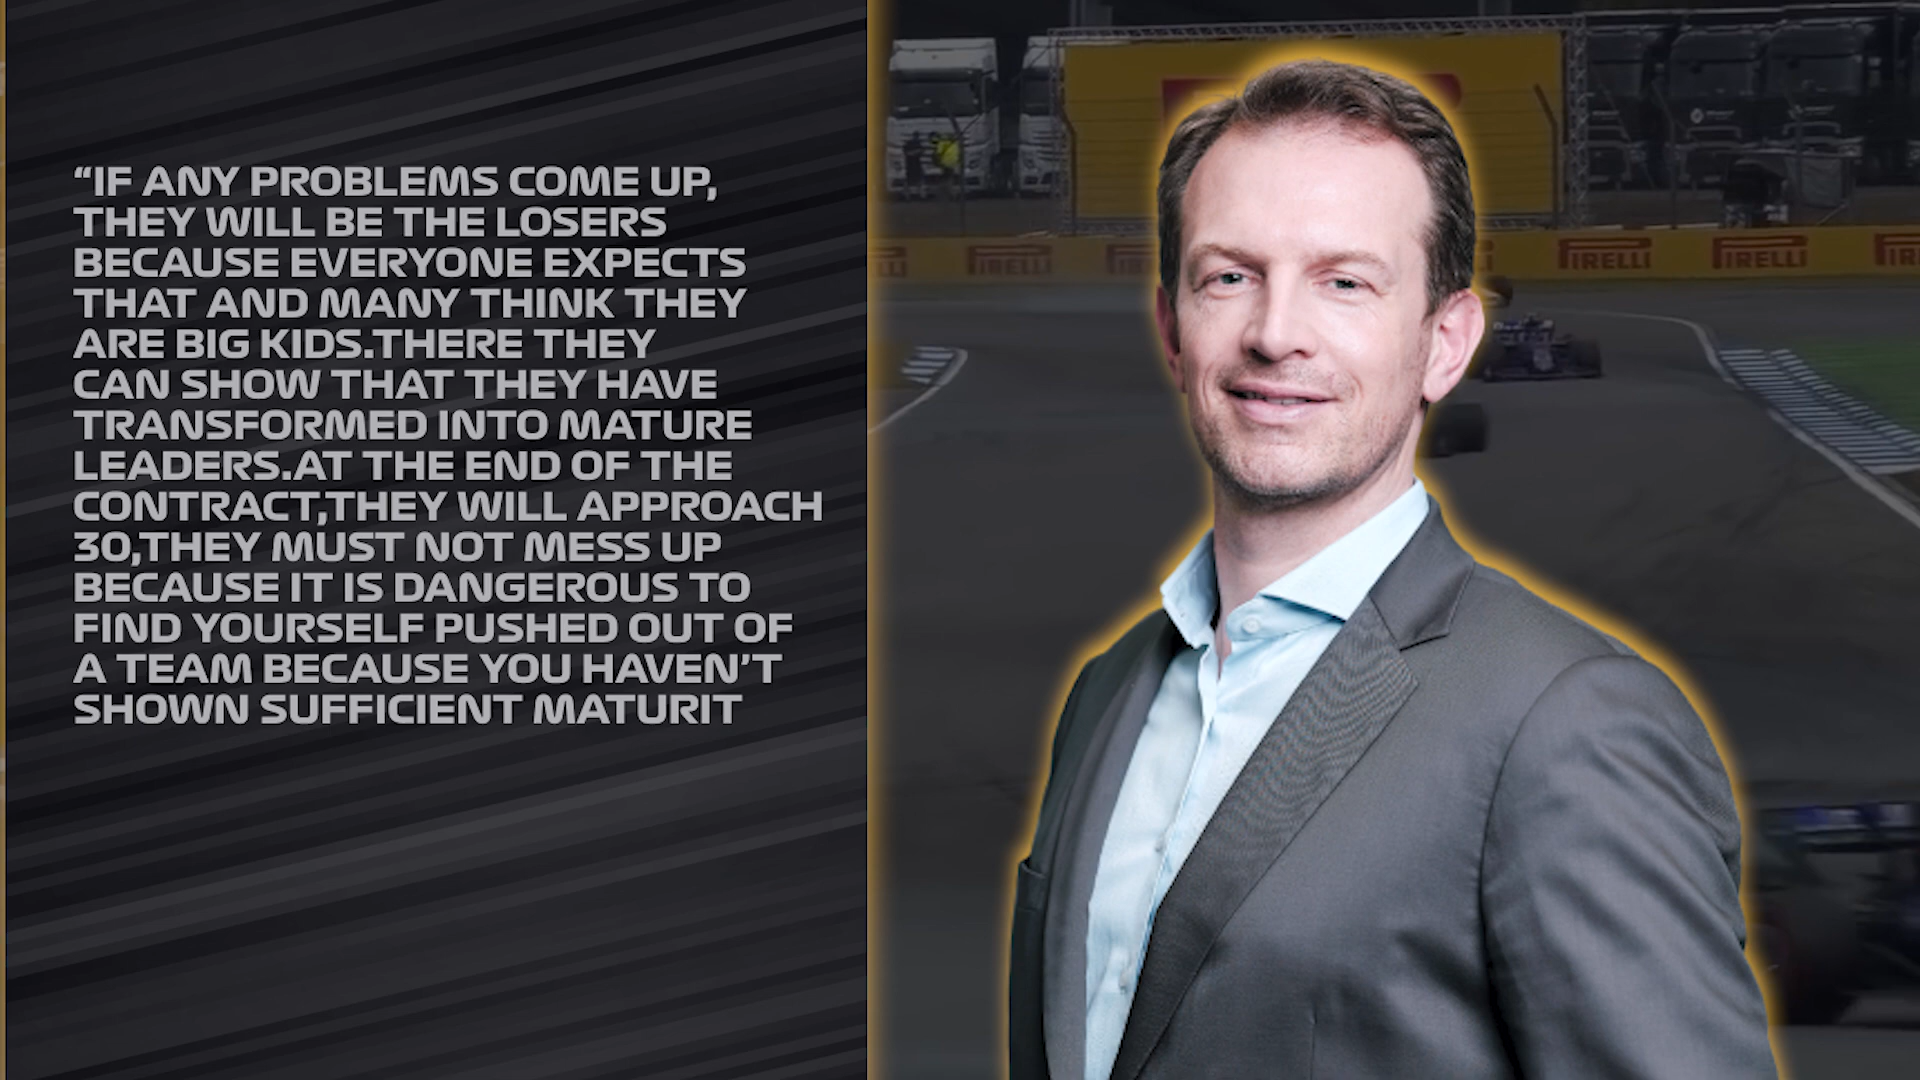 “IF ANY PROBLEMS COME UP,
THEY WILL BE THE LOSERS
BECAUSE EVERYONE EXPECTS
THAT AND MANY THINK THEY
ARE BIG KIDS.THERE THEY
CAN SHOW THAT THEY HAVE
TRANSFORMED INTO MATURE
LEADERS.AT THE END OF THE
CONTRACT,THEY WILL APPROACH
30,THEY MUST NOT MESS UP
BECAUSE IT IS DANGEROUS TO
FIND YOURSELF PUSHED OUT OF
A TEAM BECAUSE YOU HAVEN’T
SHOWN SUFFICIENT MATURIT
PIRELLI
PIRELLI
PIRELLI